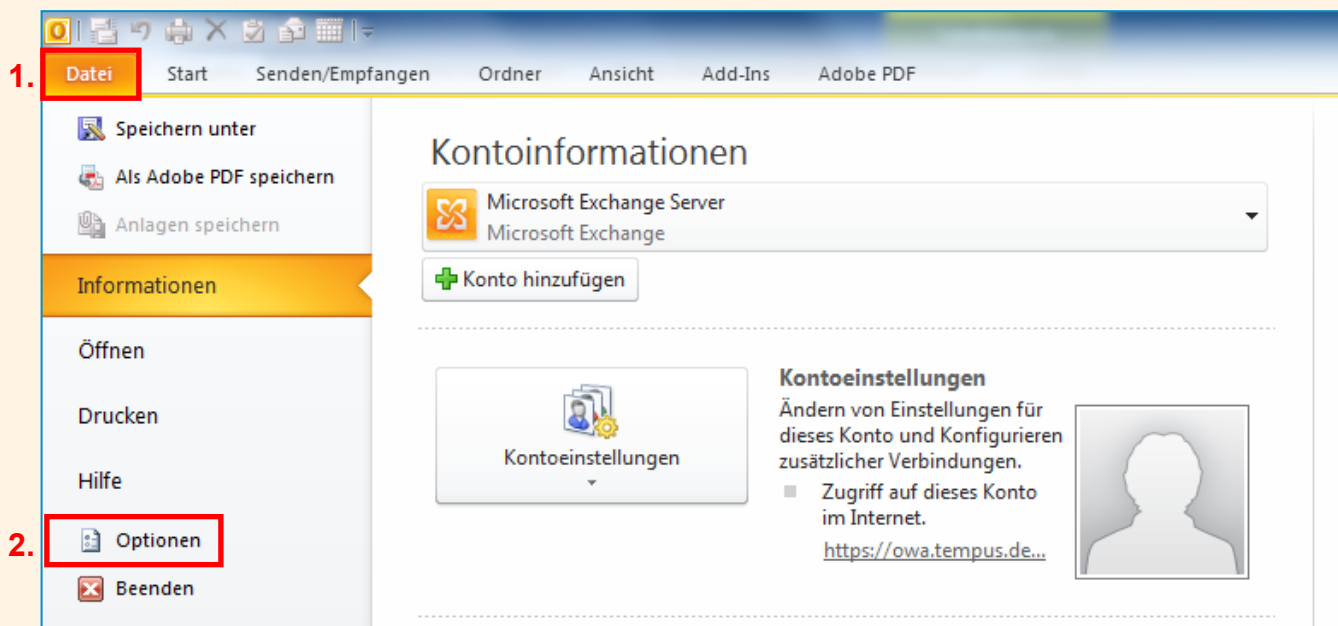 1.
Datei Start Senden/Empfangen Ordner Ansicht Add-Ins Adobe PDF
Speichern unter
Als Adobe PDF speichern
Anlagen speichern
Informationen
Öffnen
Drucken
Hilfe
2.
Optionen
Beenden
Kontoinformationen
Microsoft Exchange Server
Microsoft Exchange
Konto hinzufügen
Kontoeinstellungen
Kontoeinstellungen
Ändern von Einstellungen für
dieses Konto und Konfigurieren
zusätzlicher Verbindungen.
Zugriff auf dieses Konto
im Internet.
https://owa.tempus.de...